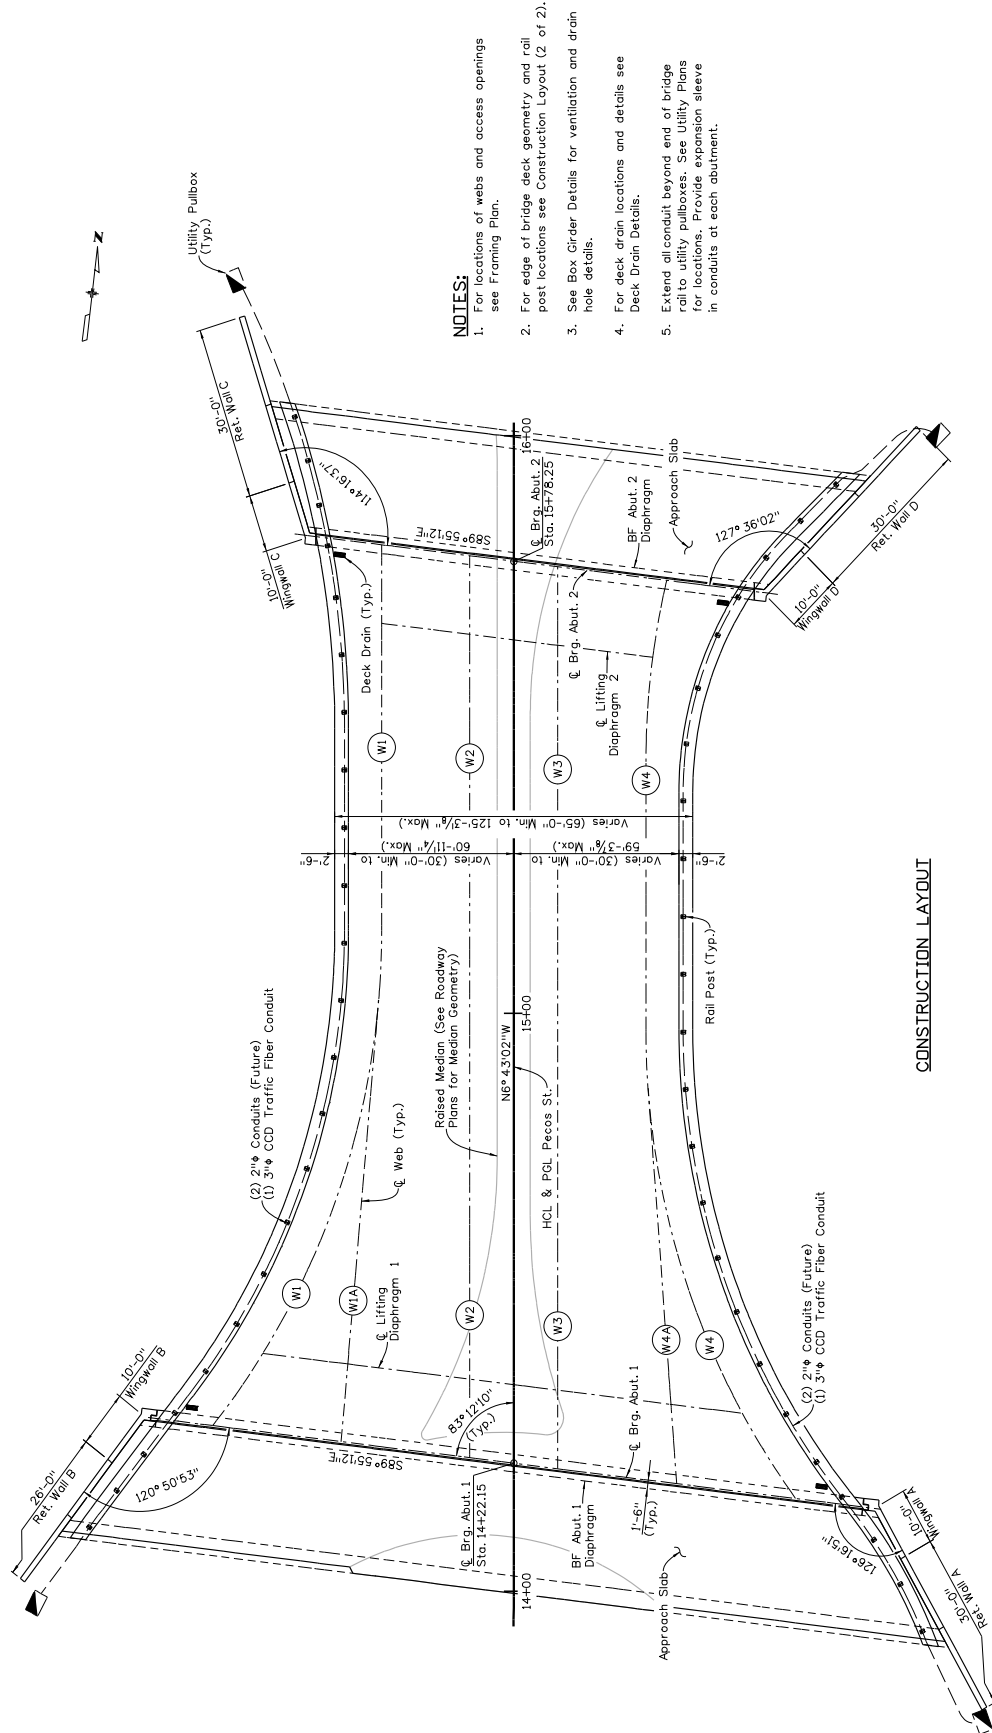 NOTES:
1. For locations of webs and access openings
see Framing Plan.
2. For edge of bridge deck geometry and rail
post locations see Construction Layout (2 of 2).
3. See Box Girder Details for ventilation and drain
hole details.
4. For deck drain locations and details see
Deck Drain Details.
5. Extend all conduit beyond end of bridge
rail to utility pullboxes. See Utility Plans
for locations. Provide expansion sleeve
in conduits at each abutment.
N
Utility Pullbox
(Typ.)
30'-0"
Ret. Wall C
10'-0"
Wingwall C
114° 16'37"
S89° 55'12"E
Deck Drain (Typ.)
16+00
℄ Brg. Abut. 2
Sta. 15+78.25
BF Abut. 2
Diaphragm
Approach Slab
127° 36'02"
30'-0"
Ret. Wall D
10'-0"
Wingwall D
℄ Brg. Abut. 2
℄ Lifting
Diaphragm 2
W1
W2
W3
W4
Varies (65'-0" Min. to 125'-3⅛" Max.)
2'-6"
Varies (30'-0" Min. to
60'-11¼" Max.)
Varies (30'-0" Min. to
59'-3⅞" Max.)
2'-6"
Rail Post (Typ.)
Raised Median (See Roadway
Plans for Median Geometry)
15+00
N6° 43'02"W
HCL & PGL Pecos St.
(2) 2"ϕ Conduits (Future)
(1) 3"ϕ CCD Traffic Fiber Conduit
℄ Web (Typ.)
W1
W1A
W2
W3
W4A
W4
℄ Lifting
Diaphragm 1
(2) 2"ϕ Conduits (Future)
(1) 3"ϕ CCD Traffic Fiber Conduit
10'-0"
Wingwall B
26'-0"
Ret. Wall B
120° 50'53"
S89° 55'12"E
83° 12'10"
(Typ.)
℄ Brg. Abut. 1
℄ Brg. Abut. 1
Sta. 14+22.15
BF Abut. 1
Diaphragm
1'-6"
(Typ.)
14+00
Approach Slab
126° 16'51"
10'-0"
Wingwall A
30'-0"
Ret. Wall A
CONSTRUCTION LAYOUT